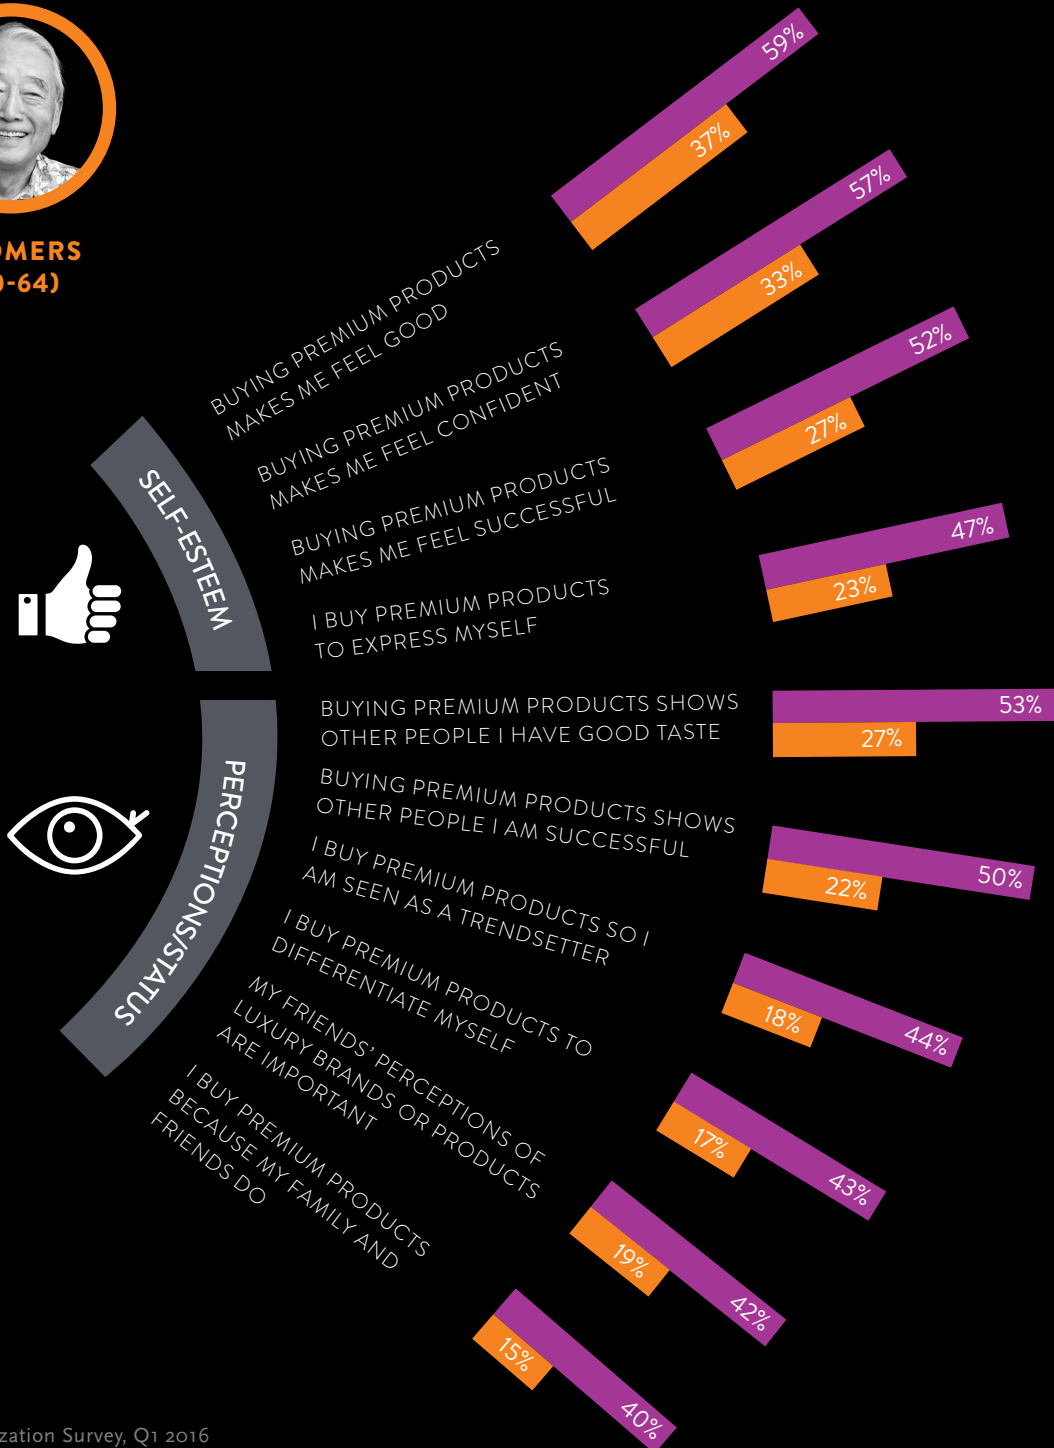 59%
37%
57%
33%
52%
27%
47%
23%
53%
27%
50%
22%
44%
18%
43%
17%
42%
19%
40%
15%
OMERS
-64)
SELF-ESTEEM
BUYING PREMIUM PRODUCTS
MAKES ME FEEL GOOD
BUYING PREMIUM PRODUCTS
MAKES ME FEEL CONFIDENT
BUYING PREMIUM PRODUCTS
MAKES ME FEEL SUCCESSFUL
I BUY PREMIUM PRODUCTS
TO EXPRESS MYSELF
PERCEPTIONS/STATUS
BUYING PREMIUM PRODUCTS SHOWS
OTHER PEOPLE I HAVE GOOD TASTE
BUYING PREMIUM PRODUCTS SHOWS
OTHER PEOPLE I AM SUCCESSFUL
I BUY PREMIUM PRODUCTS SO I
AM SEEN AS A TRENDSETTER
I BUY PREMIUM PRODUCTS TO
DIFFERENTIATE MYSELF
MY FRIENDS' PERCEPTIONS OF
LUXURY BRANDS OR PRODUCTS
ARE IMPORTANT
I BUY PREMIUM PRODUCTS
BECAUSE MY FAMILY AND
FRIENDS DO
zation Survey, Q1 2016